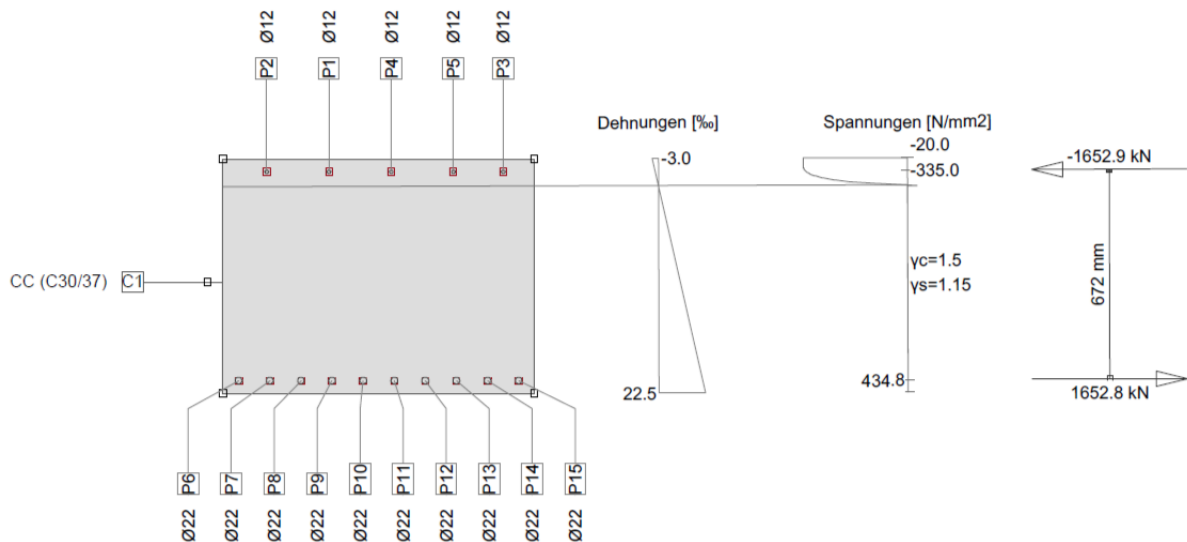 Ø12 Ø12 Ø12 Ø12 Ø12
P2 P1 P4 P5 P3
Dehnungen [‰]
-3.0
22.5
Spannungen [N/mm2]
-20.0
-335.0
γc=1.5
γs=1.15
434.8
-1652.9 kN
672 mm
1652.8 kN
CC (C30/37) C1
P6 P7 P8 P9 P10 P11 P12 P13 P14 P15
Ø22 Ø22 Ø22 Ø22 Ø22 Ø22 Ø22 Ø22 Ø22 Ø22